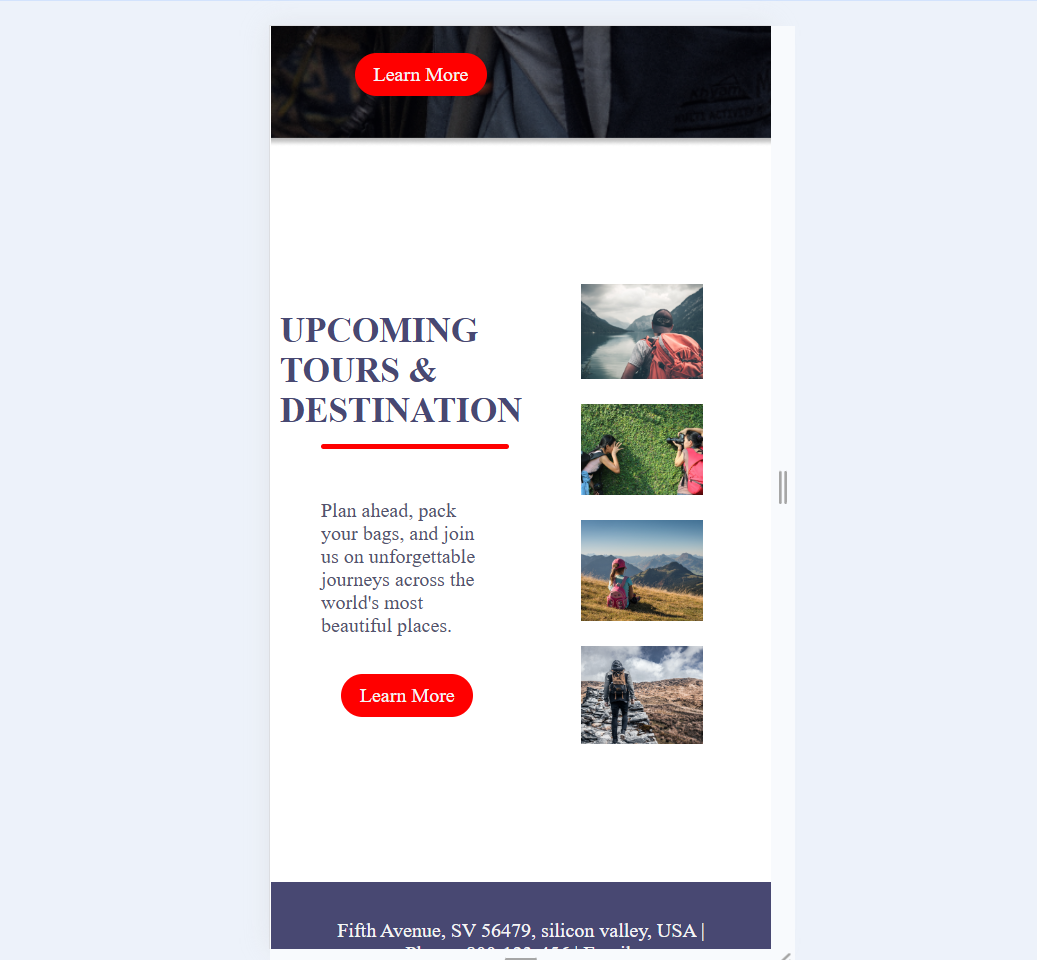 Learn More
UPCOMING
TOURS &
DESTINATION
Plan ahead, pack
your bags, and join
us on unforgettable
journeys across the
world's most
beautiful places.
Learn More
Fifth Avenue, SV 56479, silicon valley, USA |